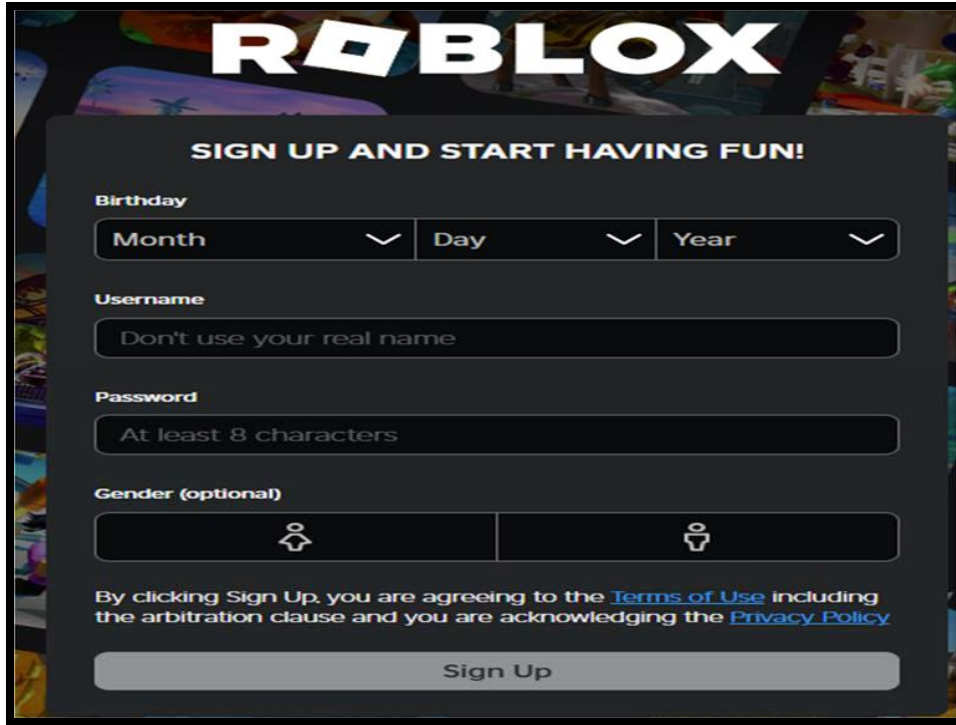 ROBLOX
SIGN UP AND START HAVING FUN!
Birthday
Month Day Year
Username
Don't use your real name
Password
At least 8 characters
Gender (optional)
By clicking Sign Up, you are agreeing to the Terms of Use including
the arbitration clause and you are acknowledging the Privacy Policy
Sign Up